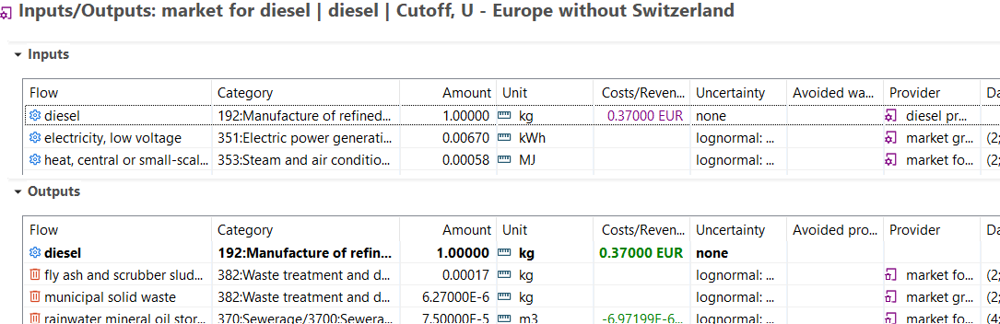 Inputs/Outputs: market for diesel | diesel | Cutoff, U - Europe without Switzerland
Inputs
Flow Category Amount Unit Costs/Reven... Uncertainty Avoided wa... Provider Da
diesel 192:Manufacture of refined... 1.00000 kg 0.37000 EUR none diesel pr...
electricity, low voltage 351:Electric power generati... 0.00670 kWh lognormal: ... market gr... (2;
heat, central or small-scal... 353:Steam and air conditio... 0.00058 MJ lognormal: ... market fo... (2;
Outputs
Flow Category Amount Unit Costs/Reven... Uncertainty Avoided pro... Provider Da
diesel 192:Manufacture of refin... 1.00000 kg 0.37000 EUR none
fly ash and scrubber slud... 382:Waste treatment and d... 0.00017 kg lognormal: ... market fo... (2;
municipal solid waste 382:Waste treatment and d... 6.27000E-6 kg lognormal: ... market gr... (2;
rainwater mineral oil stor... 370:Sewerage/3700:Sewera... 7.50000E-5 m3 -6.97199E-6... lognormal: ... market fo... (4;